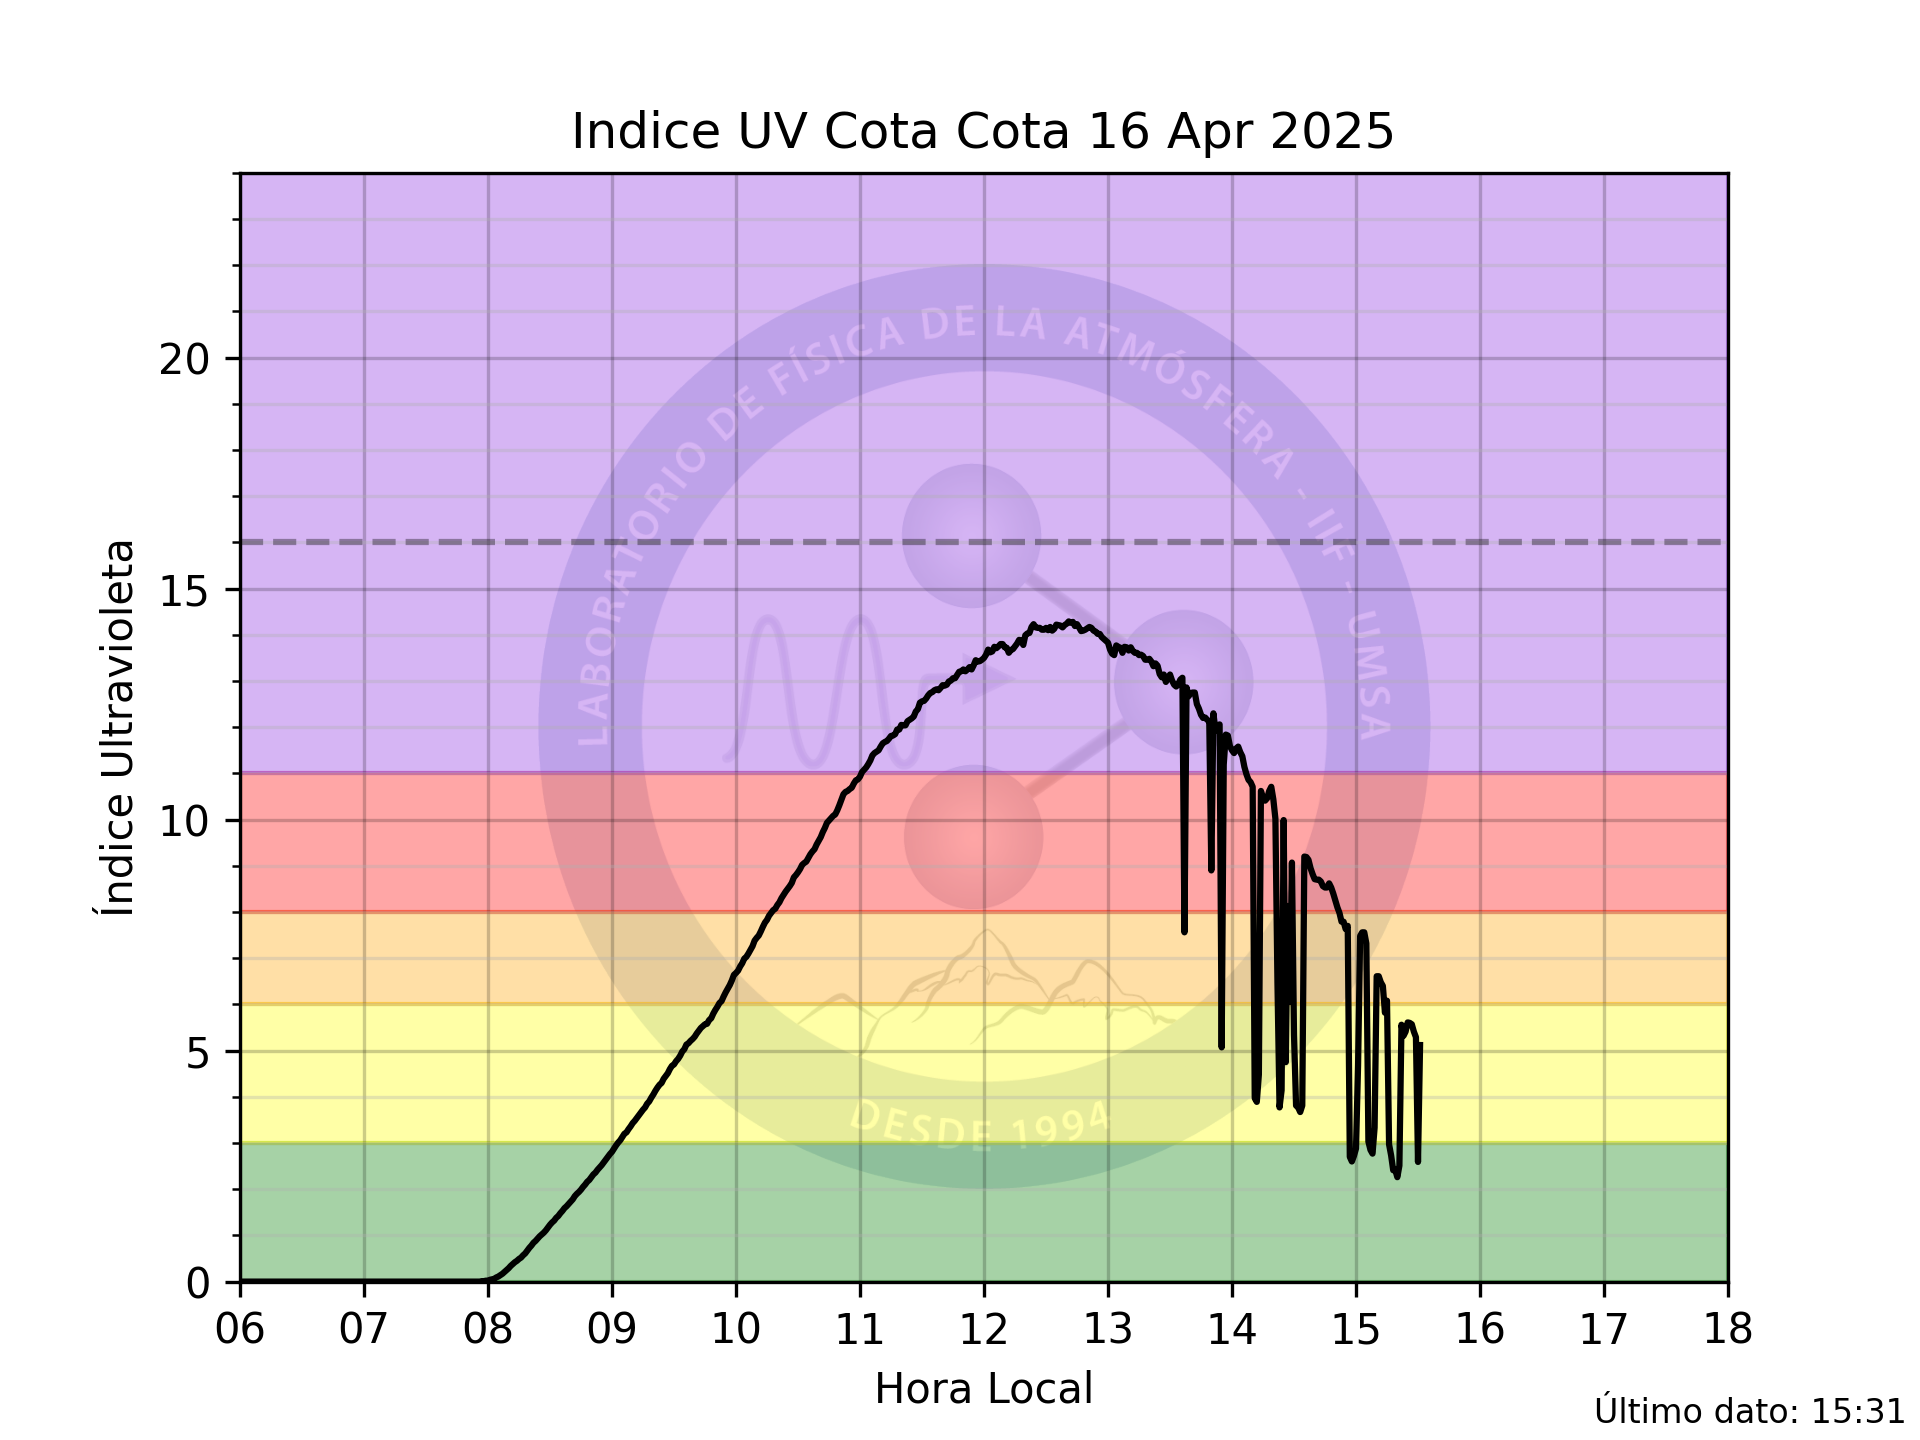 Indice UV Cota Cota 16 Apr 2025
Índice Ultravioleta
20
15
10
5
0
LABORATORIO DE FÍSICA DE LA ATMÓSFERA - IIF - UMSA
DESDE 1994
06 07 08 09 10 11 12 13 14 15 16 17 18
Hora Local
Último dato: 15:31